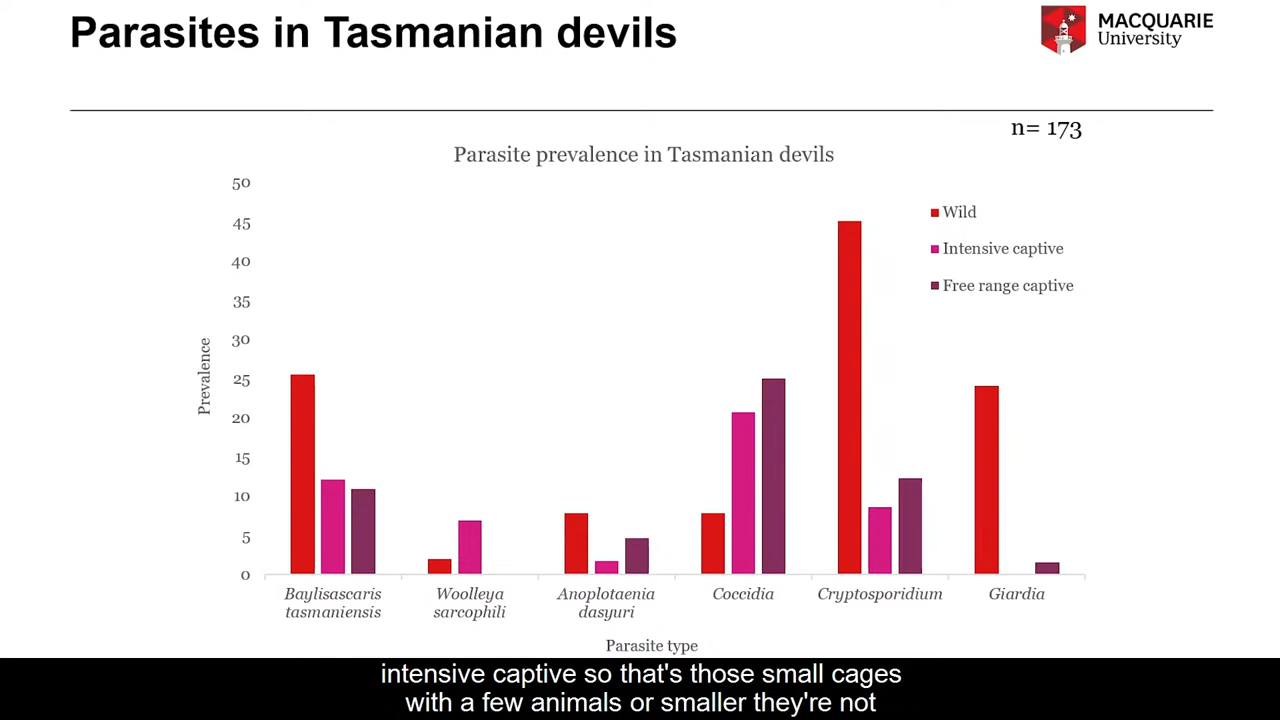 Parasites in Tasmanian devils
MACQUARIE
University
n= 173
Parasite prevalence in Tasmanian devils
50
45
40
35
30
25
20
15
10
5
0
Prevalence
Wild
Intensive captive
Free range captive
Baylisascaris
tasmaniensis
Woolleya
sarcophili
Anoplotaenia
dasyuri
Coccidia
Cryptosporidium
Giardia
Parasite type
intensive captive so that's those small cages
with a few animals or smaller they're not